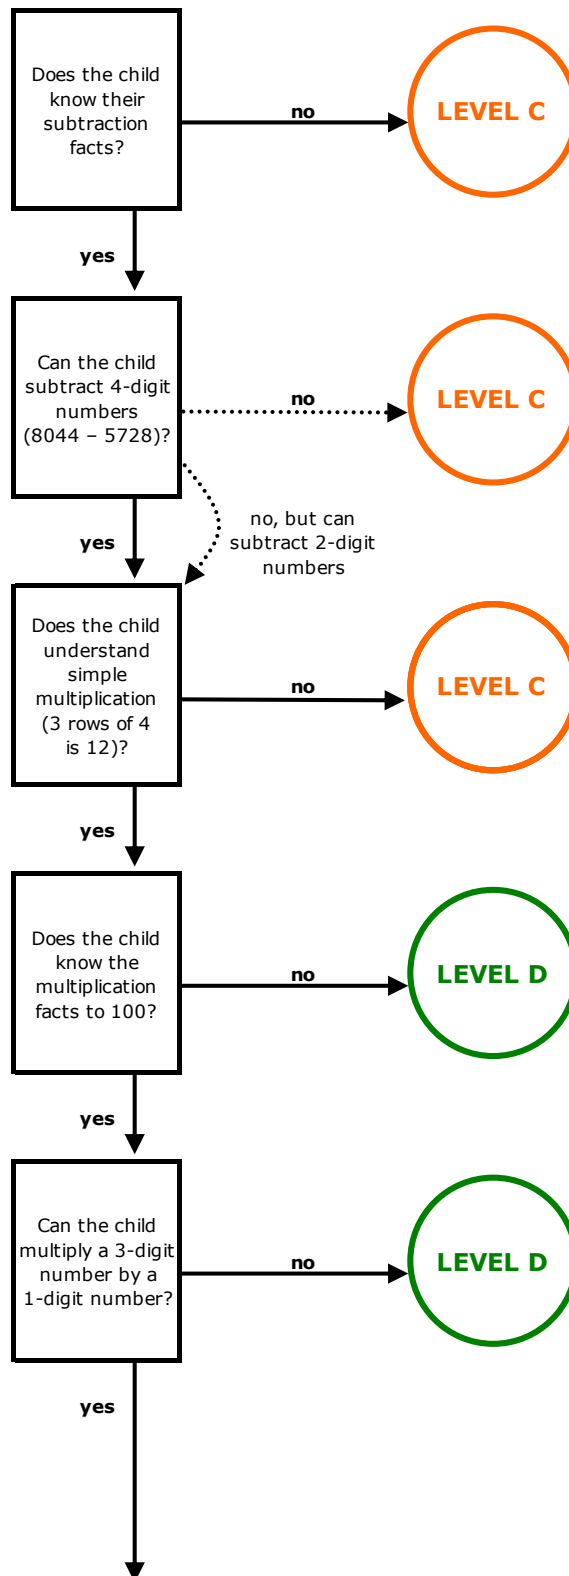 Does the child
know their
subtraction
facts?
no
LEVEL C
yes
Can the child
subtract 4-digit
numbers
(8044 – 5728)?
no
LEVEL C
no, but can
subtract 2-digit
numbers
yes
Does the child
understand
simple
multiplication
(3 rows of 4
is 12)?
no
LEVEL C
yes
Does the child
know the
multiplication
facts to 100?
no
LEVEL D
yes
Can the child
multiply a 3-digit
number by a
1-digit number?
no
LEVEL D
yes